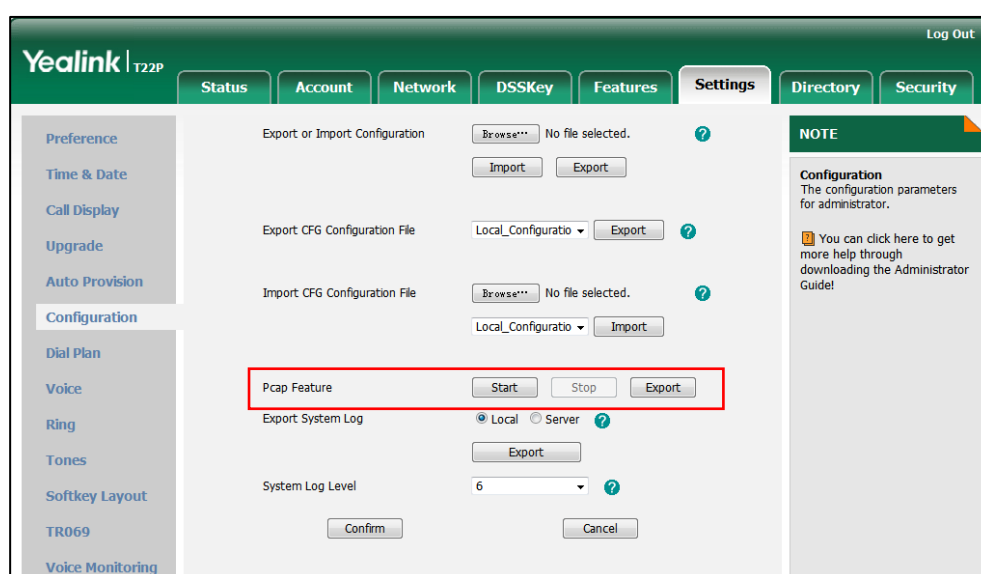 Log Out
Yealink | T22P
Status Account Network DSSKey Features Settings Directory Security
Preference
Time & Date
Call Display
Upgrade
Auto Provision
Configuration
Dial Plan
Voice
Ring
Tones
Softkey Layout
TR069
Voice Monitoring
Export or Import Configuration Browse... No file selected. ?
Import Export
Export CFG Configuration File Local_Configuratio Export ?
Import CFG Configuration File Browse... No file selected. ?
Local_Configuratio Import
Pcap Feature Start Stop Export
Export System Log Local Server ?
Export
System Log Level 6 ?
Confirm Cancel
NOTE
Configuration
The configuration parameters
for administrator.
? You can click here to get
more help through
downloading the Administrator
Guide!